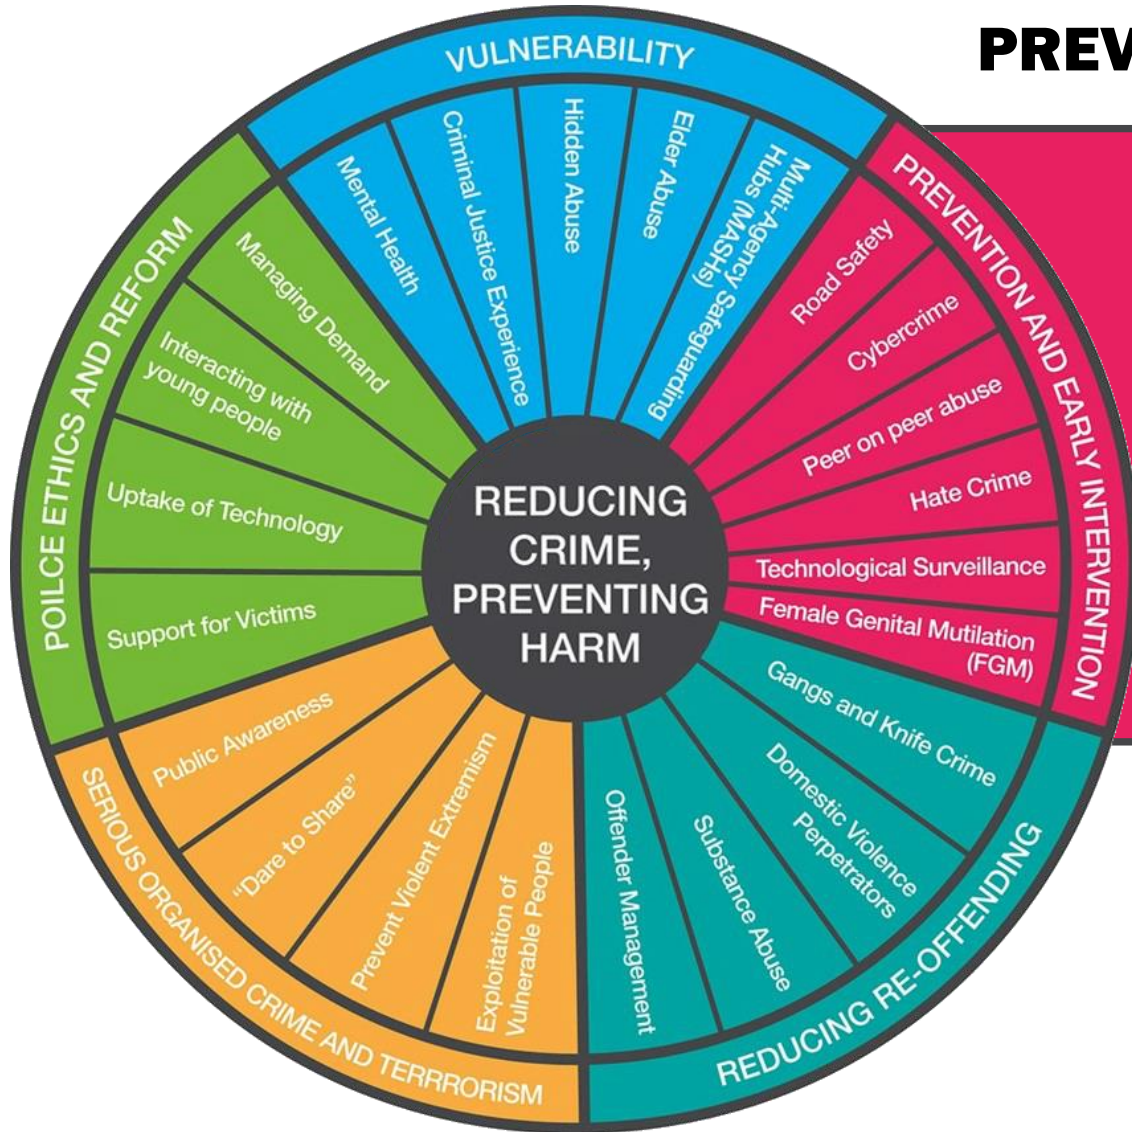 PREV
VULNERABILITY
Mental Health
Criminal Justice Experience
Hidden Abuse
Elder Abuse
Multi-Agency Safeguarding
Hubs (MASHs)
PREVENTION AND EARLY INTERVENTION
Road Safety
Cybercrime
Peer on peer abuse
Hate Crime
Technological Surveillance
Female Genital Mutilation
(FGM)
REDUCING RE-OFFENDING
Gangs and Knife Crime
Domestic Violence
Perpetrators
Substance Abuse
Offender Management
SERIOUS ORGANISED CRIME AND TERRRORISM
Exploitation of
Vulnerable People
Prevent Violent Extremism
“Dare to Share”
Public Awareness
POILCE ETHICS AND REFORM
Support for Victims
Uptake of Technology
Interacting with
young people
Managing Demand
REDUCING
CRIME,
PREVENTING
HARM